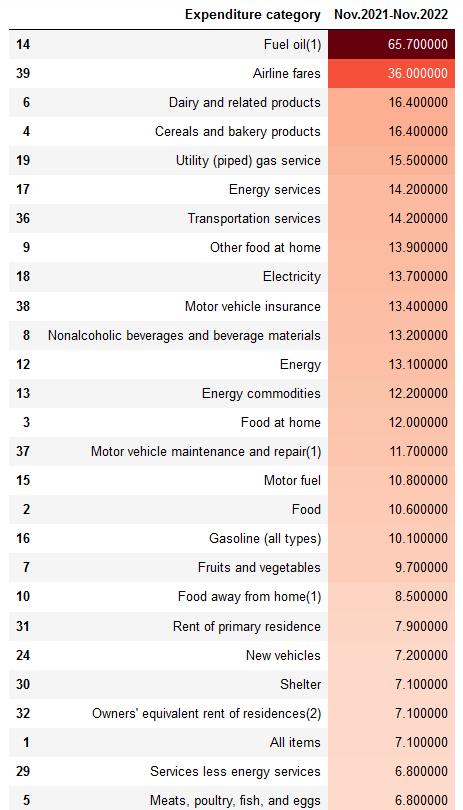 Expenditure category Nov.2021-Nov.2022
14 Fuel oil(1) 65.700000
39 Airline fares 36.000000
6 Dairy and related products 16.400000
4 Cereals and bakery products 16.400000
19 Utility (piped) gas service 15.500000
17 Energy services 14.200000
36 Transportation services 14.200000
9 Other food at home 13.900000
18 Electricity 13.700000
38 Motor vehicle insurance 13.400000
8 Nonalcoholic beverages and beverage materials 13.200000
12 Energy 13.100000
13 Energy commodities 12.200000
3 Food at home 12.000000
37 Motor vehicle maintenance and repair(1) 11.700000
15 Motor fuel 10.800000
2 Food 10.600000
16 Gasoline (all types) 10.100000
7 Fruits and vegetables 9.700000
10 Food away from home(1) 8.500000
31 Rent of primary residence 7.900000
24 New vehicles 7.200000
30 Shelter 7.100000
32 Owners' equivalent rent of residences(2) 7.100000
1 All items 7.100000
29 Services less energy services 6.800000
5 Meats, poultry, fish, and eggs 6.800000